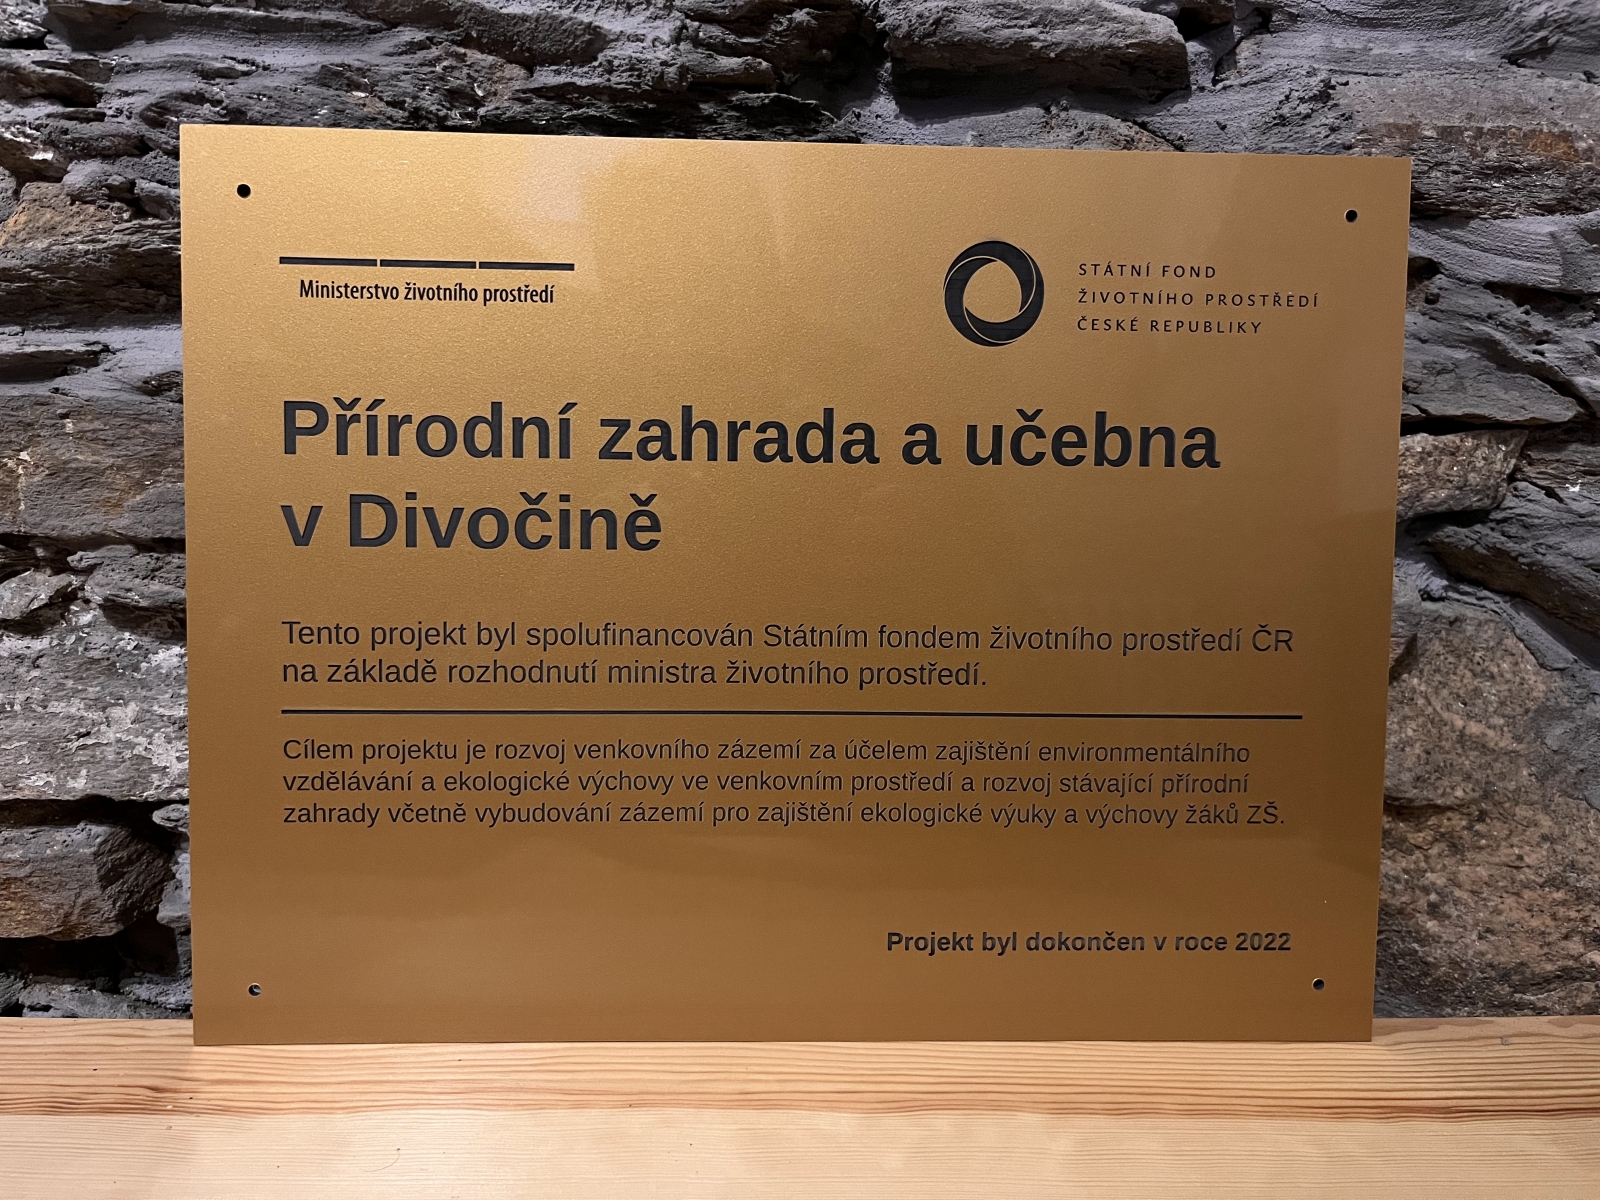 Ministerstvo životního prostředí
STÁTNÍ FOND
ŽIVOTNÍHO PROSTŘEDÍ
ČESKÉ REPUBLIKY
Přírodní zahrada a učebna
v Divočině
Tento projekt byl spolufinancován Státním fondem životního prostředí ČR
na základě rozhodnutí ministra životního prostředí.
Cílem projektu je rozvoj venkovního zázemí za účelem zajištění environmentálního
vzdělávání a ekologické výchovy ve venkovním prostředí a rozvoj stávající přírodní
zahrady včetně vybudování zázemí pro zajištění ekologické výuky a výchovy žáků ZŠ.
Projekt byl dokončen v roce 2022